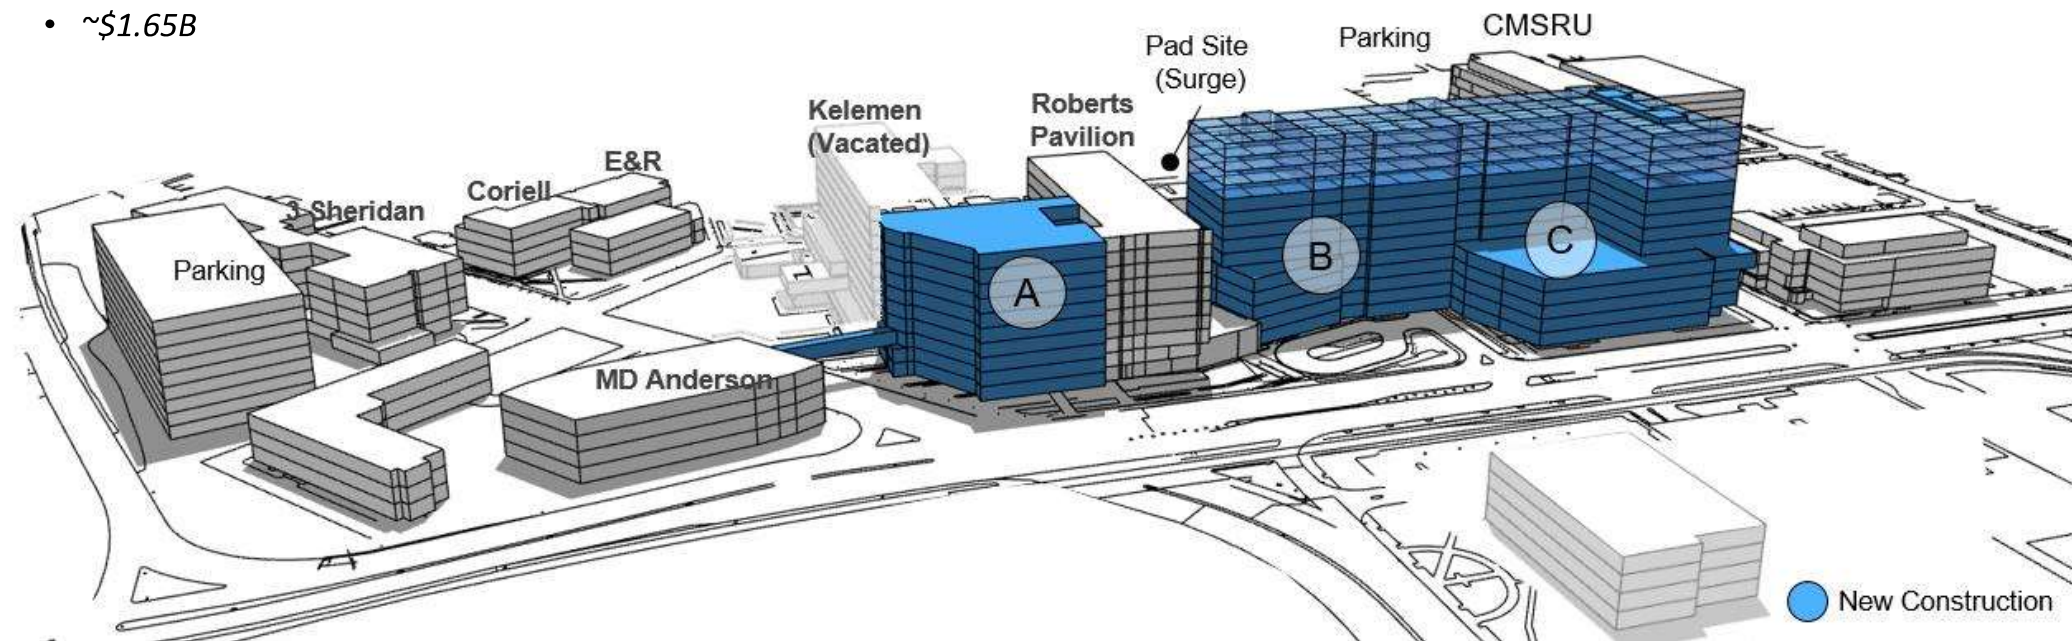 • ~$1.65B
CMSRU
Parking
Pad Site
(Surge)
Kelemen
(Vacated)
Roberts
Pavilion
E&R
Coriell
3 Sheridan
Parking
A
B
C
MD Anderson
New Construction